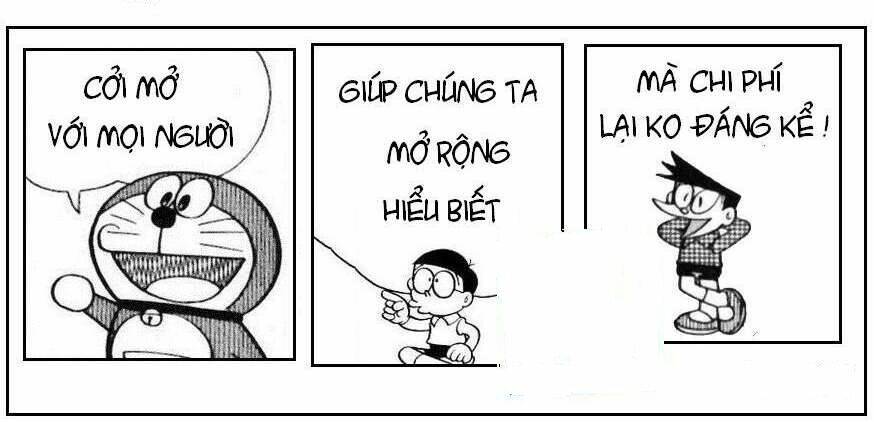 CỞI MỞ
VỚI MỌI NGƯỜI
GIÚP CHÚNG TA
MỞ RỘNG
HIỂU BIẾT
MÀ CHI PHÍ
LẠI KO ĐÁNG KỂ !